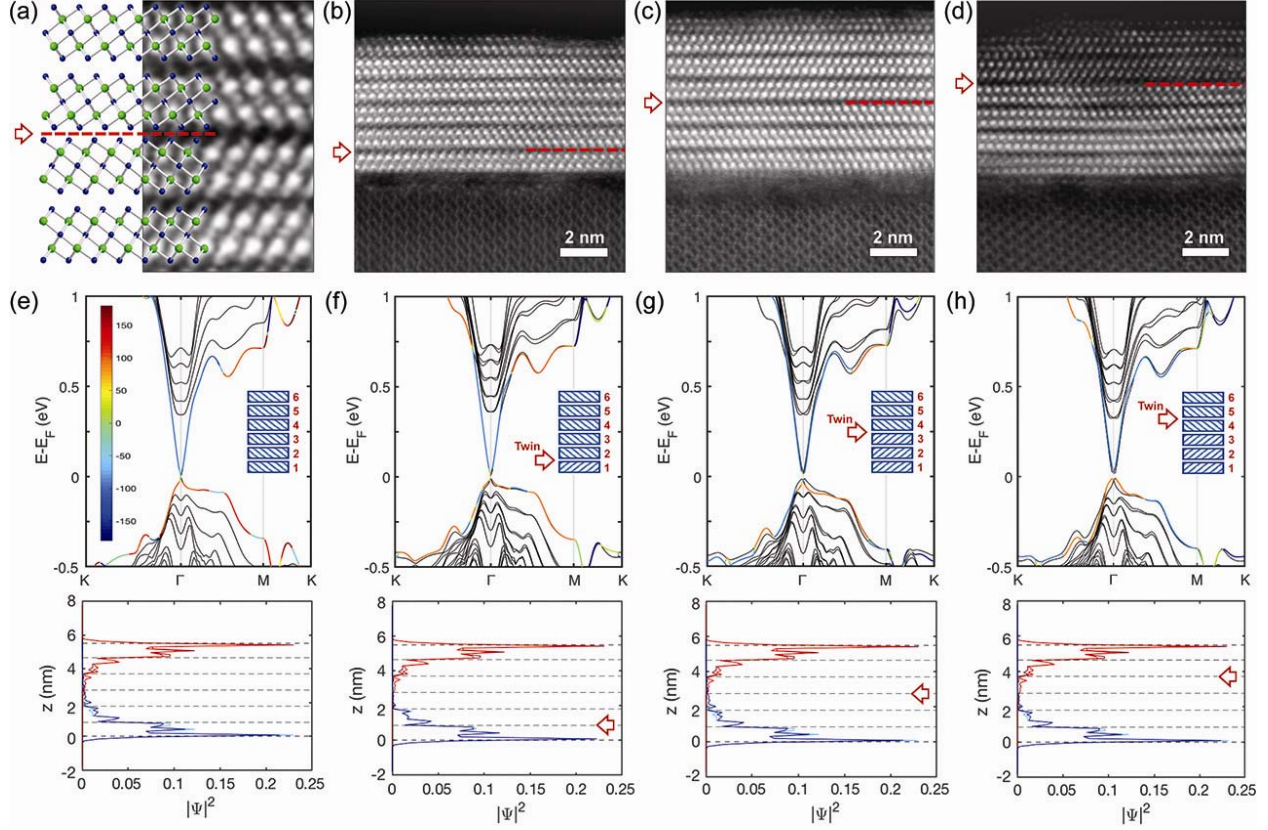 (a)
(b)
(c)
(d)
2 nm
2 nm
2 nm
(e)
(f)
(g)
(h)
E-E_F (eV)
1
0.5
0
-0.5
150
100
50
0
-50
-100
-150
6
5
4
3
2
1
K Γ M K
E-E_F (eV)
1
0.5
0
-0.5
Twin
6
5
4
3
2
1
K Γ M K
E-E_F (eV)
1
0.5
0
-0.5
Twin
6
5
4
3
2
1
K Γ M K
E-E_F (eV)
1
0.5
0
-0.5
Twin
6
5
4
3
2
1
K Γ M K
z (nm)
8
6
4
2
0
-2
0 0.05 0.1 0.15 0.2 0.25
|Ψ|²
z (nm)
8
6
4
2
0
-2
0 0.05 0.1 0.15 0.2 0.25
|Ψ|²
z (nm)
8
6
4
2
0
-2
0 0.05 0.1 0.15 0.2 0.25
|Ψ|²
z (nm)
8
6
4
2
0
-2
0 0.05 0.1 0.15 0.2 0.25
|Ψ|²